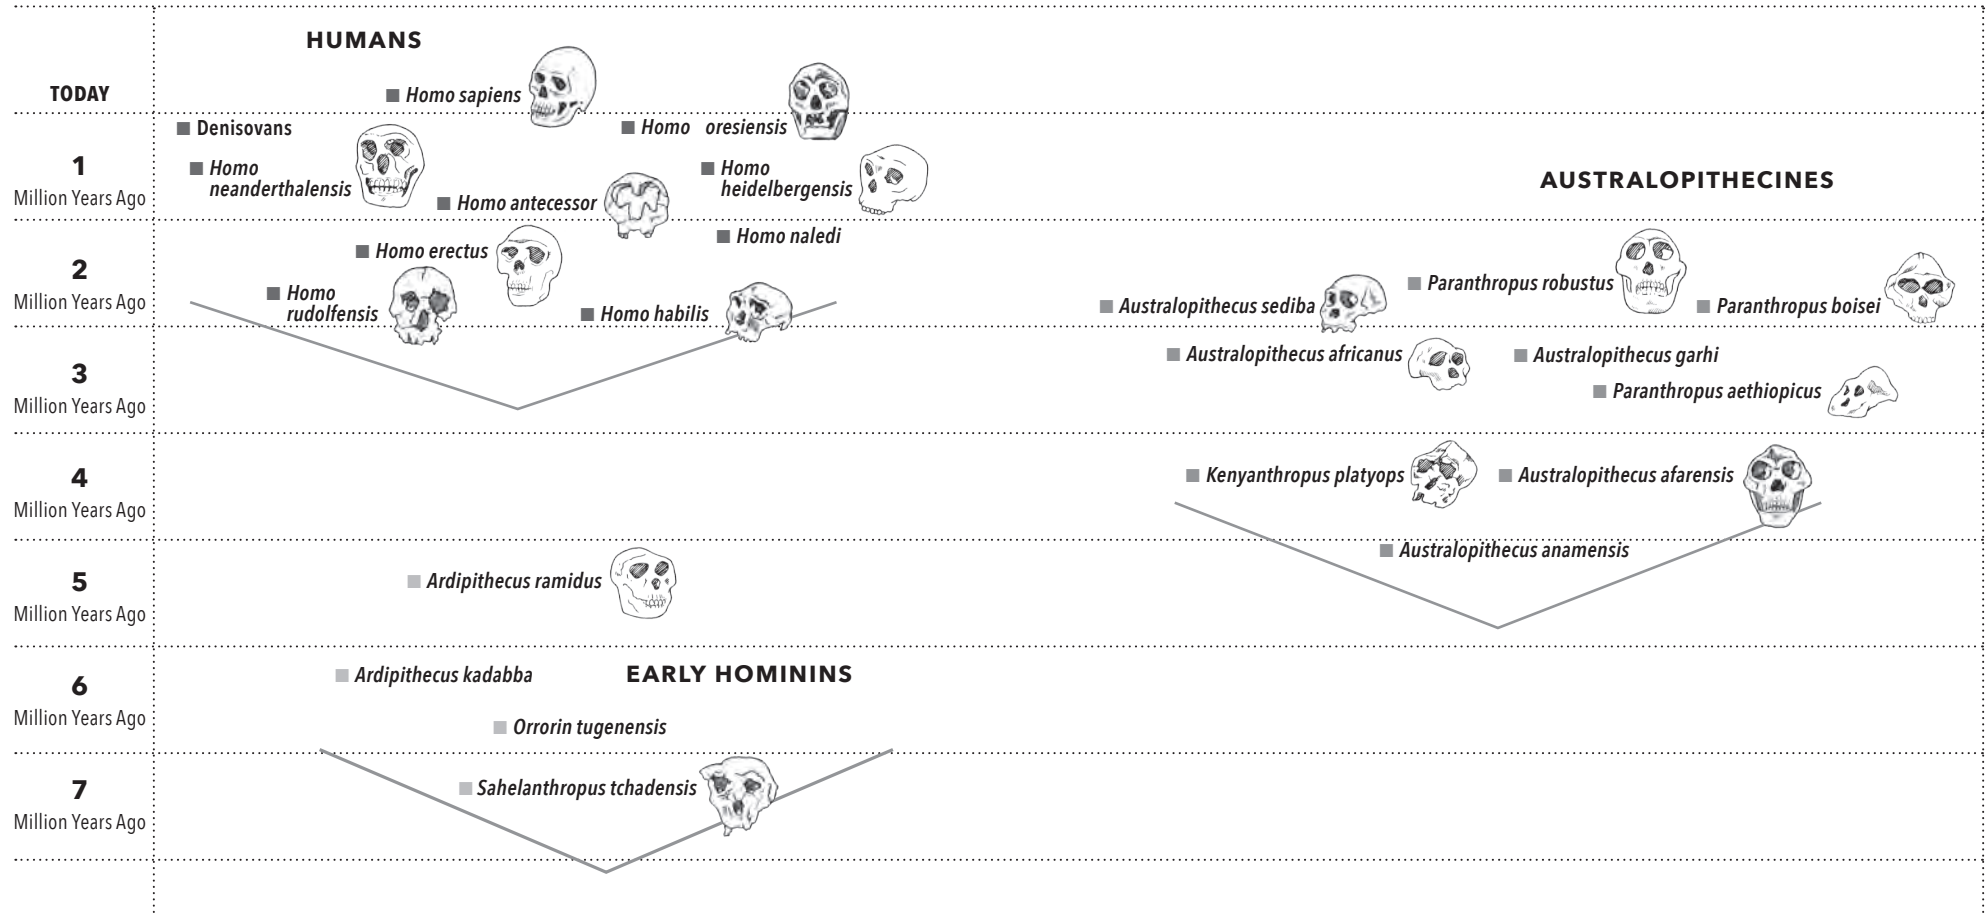 HUMANS
TODAY
Homo sapiens
Denisovans
Homo oresiensis
1
Million Years Ago
Homo
neanderthalensis
Homo
heidelbergensis
Homo antecessor
AUSTRALOPITHECINES
2
Million Years Ago
Homo naledi
Homo erectus
Homo
rudolfensis
Homo habilis
Paranthropus robustus
Australopithecus sediba
Paranthropus boisei
3
Million Years Ago
Australopithecus africanus
Australopithecus garhi
Paranthropus aethiopicus
4
Million Years Ago
Kenyanthropus platyops
Australopithecus afarensis
Australopithecus anamensis
5
Million Years Ago
Ardipithecus ramidus
6
Million Years Ago
Ardipithecus kadabba
EARLY HOMININS
Orrorin tugenensis
7
Million Years Ago
Sahelanthropus tchadensis